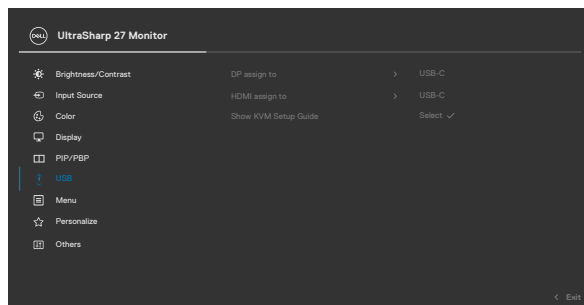 DELL UltraSharp 27 Monitor
Brightness/Contrast DP assign to > USB-C
Input Source HDMI assign to > USB-C
Color Show KVM Setup Guide Select ✓
Display
PIP/PBP
USB
Menu
Personalize
Others
< Exit